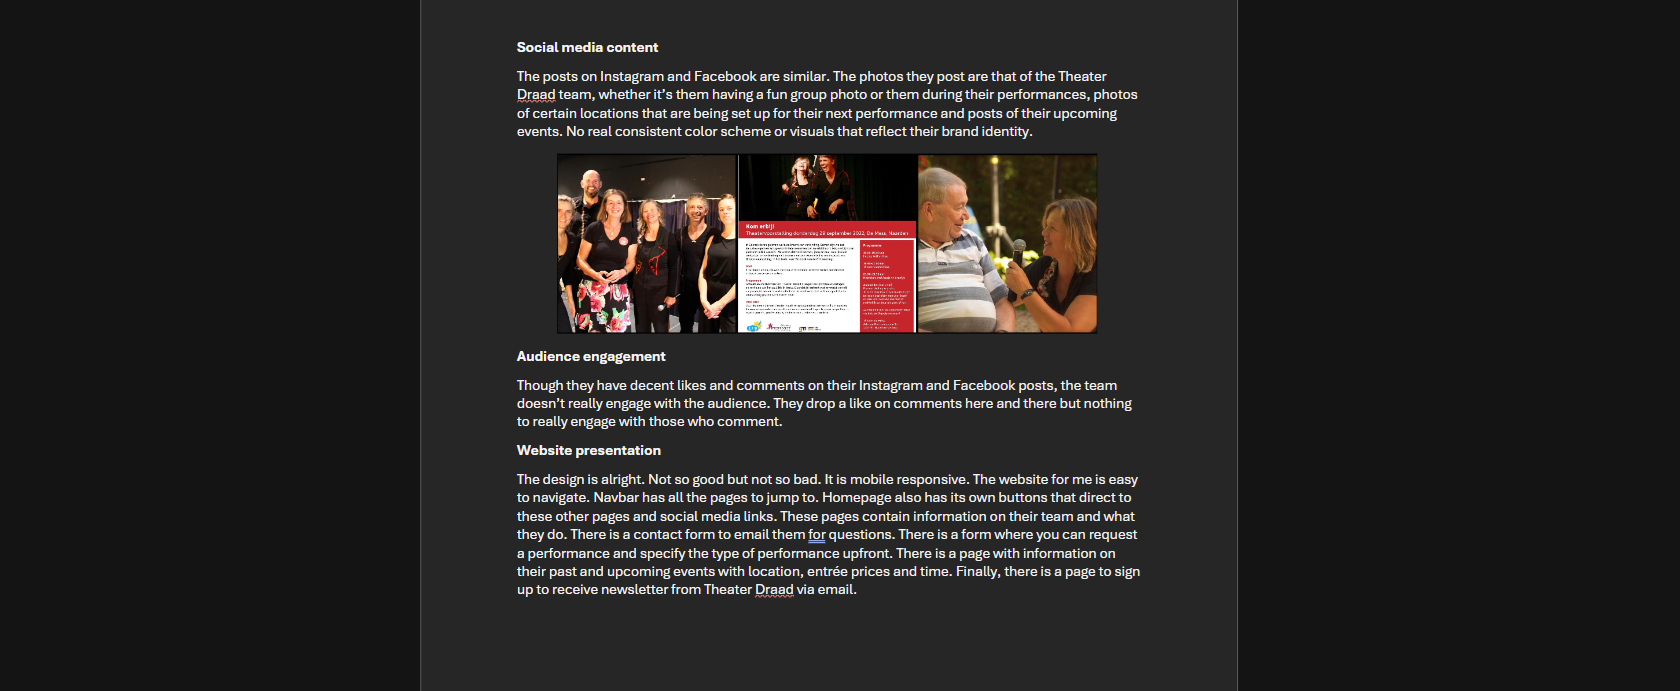 Social media content
The posts on Instagram and Facebook are similar. The photos they post are that of the Theater
Draad team, whether it’s them having a fun group photo or them during their performances, photos
of certain locations that are being set up for their next performance and posts of their upcoming
events. No real consistent color scheme or visuals that reflect their brand identity.
Kom erbij!
Theatervoorstelling donderdag 29 september 2022, De Mess, Naarden
Programma
Audience engagement
Though they have decent likes and comments on their Instagram and Facebook posts, the team
doesn’t really engage with the audience. They drop a like on comments here and there but nothing
to really engage with those who comment.
Website presentation
The design is alright. Not so good but not so bad. It is mobile responsive. The website for me is easy
to navigate. Navbar has all the pages to jump to. Homepage also has its own buttons that direct to
these other pages and social media links. These pages contain information on their team and what
they do. There is a contact form to email them for questions. There is a form where you can request
a performance and specify the type of performance upfront. There is a page with information on
their past and upcoming events with location, entrée prices and time. Finally, there is a page to sign
up to receive newsletter from Theater Draad via email.